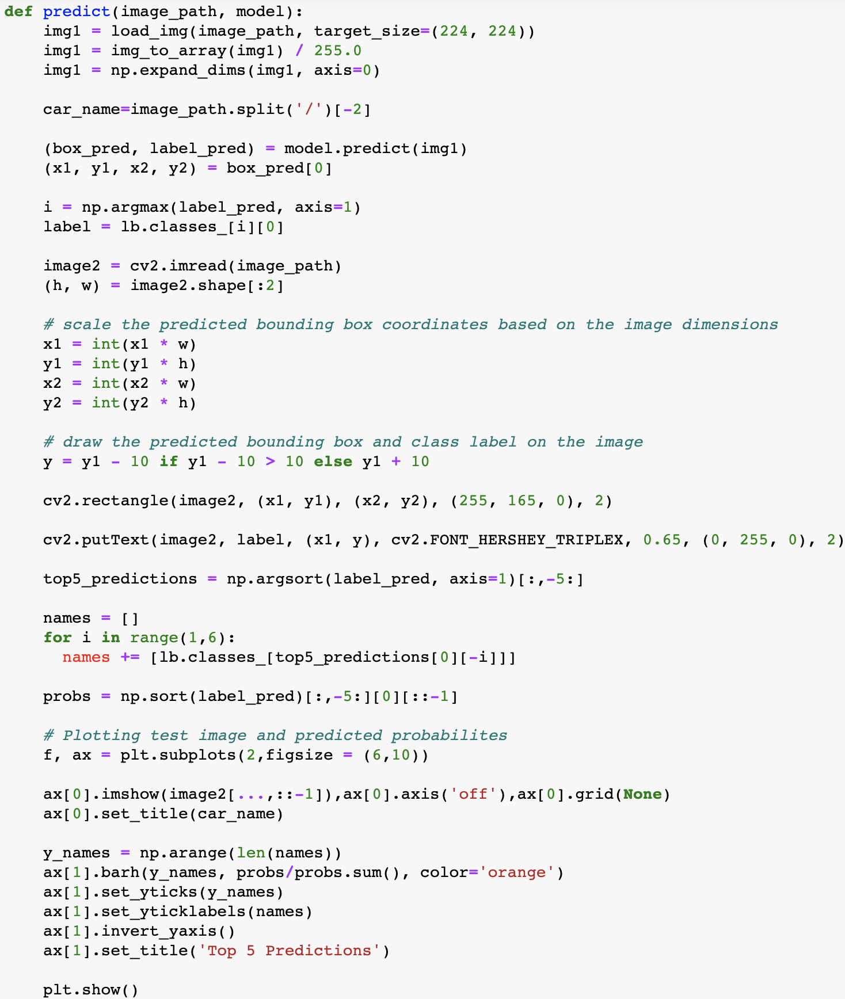 def predict(image_path, model):
    img1 = load_img(image_path, target_size=(224, 224))
    img1 = img_to_array(img1) / 255.0
    img1 = np.expand_dims(img1, axis=0)

    car_name=image_path.split('/')[-2]

    (box_pred, label_pred) = model.predict(img1)
    (x1, y1, x2, y2) = box_pred[0]

    i = np.argmax(label_pred, axis=1)
    label = lb.classes_[i][0]

    image2 = cv2.imread(image_path)
    (h, w) = image2.shape[:2]

    # scale the predicted bounding box coordinates based on the image dimensions
    x1 = int(x1 * w)
    y1 = int(y1 * h)
    x2 = int(x2 * w)
    y2 = int(y2 * h)

    # draw the predicted bounding box and class label on the image
    y = y1 - 10 if y1 - 10 > 10 else y1 + 10

    cv2.rectangle(image2, (x1, y1), (x2, y2), (255, 165, 0), 2)

    cv2.putText(image2, label, (x1, y), cv2.FONT_HERSHEY_TRIPLEX, 0.65, (0, 255, 0), 2)

    top5_predictions = np.argsort(label_pred, axis=1)[:,-5:]

    names = []
    for i in range(1,6):
      names += [lb.classes_[top5_predictions[0][-i]]]

    probs = np.sort(label_pred)[:,-5:][0][::-1]

    # Plotting test image and predicted probabilites
    f, ax = plt.subplots(2,figsize = (6,10))

    ax[0].imshow(image2[...,::-1]),ax[0].axis('off'),ax[0].grid(None)
    ax[0].set_title(car_name)

    y_names = np.arange(len(names))
    ax[1].barh(y_names, probs/probs.sum(), color='orange')
    ax[1].set_yticks(y_names)
    ax[1].set_yticklabels(names)
    ax[1].invert_yaxis()
    ax[1].set_title('Top 5 Predictions')

    plt.show()